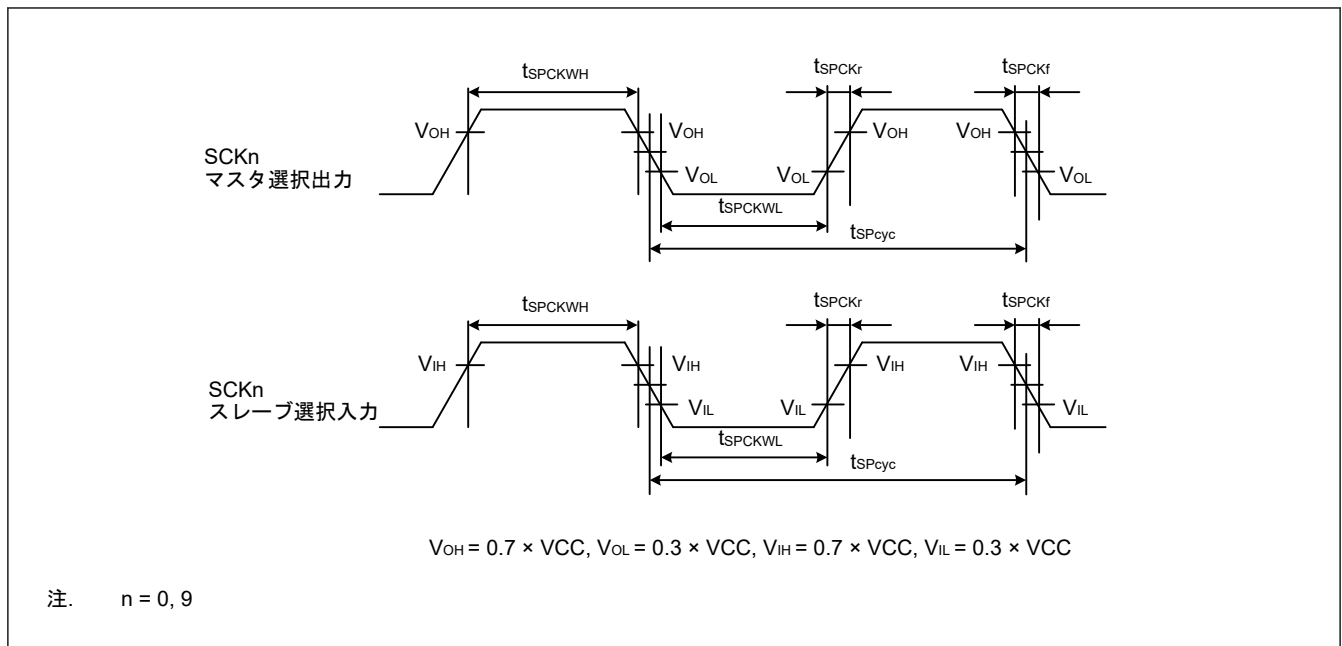 tSPCKWH
tSPCKr
tSPCKf
VOH
VOH
VOH
VOH
SCKn
マスタ選択出力
VOL
VOL
VOL
tSPCKWL
tSPcyc
tSPCKWH
tSPCKr
tSPCKf
VIH
VIH
VIH
VIH
SCKn
スレーブ選択入力
VIL
VIL
VIL
tSPCKWL
tSPcyc
VOH = 0.7 × VCC, VOL = 0.3 × VCC, VIH = 0.7 × VCC, VIL = 0.3 × VCC
注. n = 0, 9